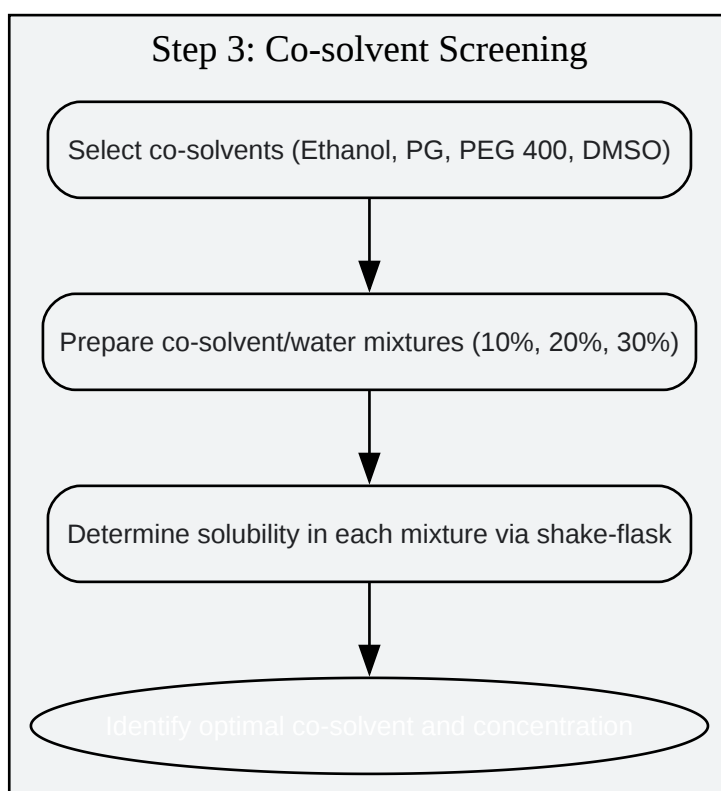 Step 3: Co-solvent Screening
Select co-solvents (Ethanol, PG, PEG 400, DMSO)
Prepare co-solvent/water mixtures (10%, 20%, 30%)
Determine solubility in each mixture via shake-flask
Identify optimal co-solvent and concentration